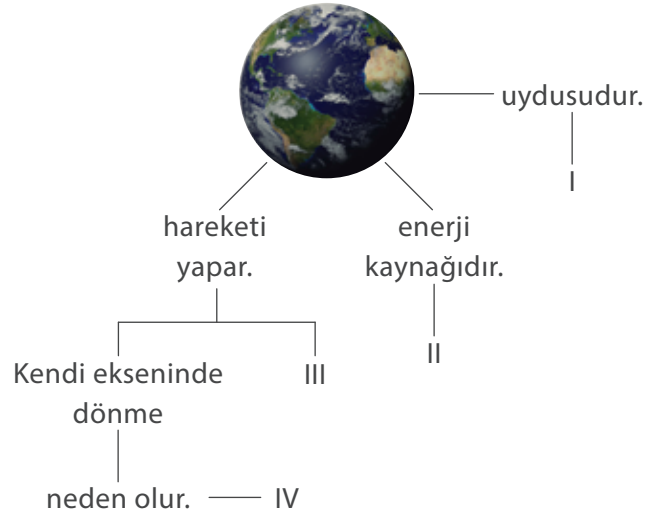 uydusudur.
I
hareketi
yapar.
enerji
kaynağıdır.
II
Kendi ekseninde
dönme
III
neden olur.
IV